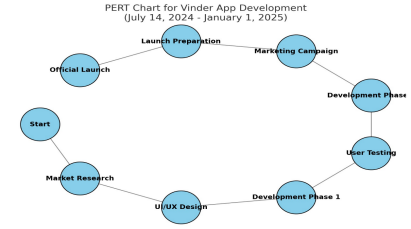 PERT Chart for Vinder App Development
(July 14, 2024 - January 1, 2025)
Launch Preparation
Marketing Campaign
Official Launch
Development Phase
Start
User Testing
Market Research
Development Phase 1
UI/UX Design